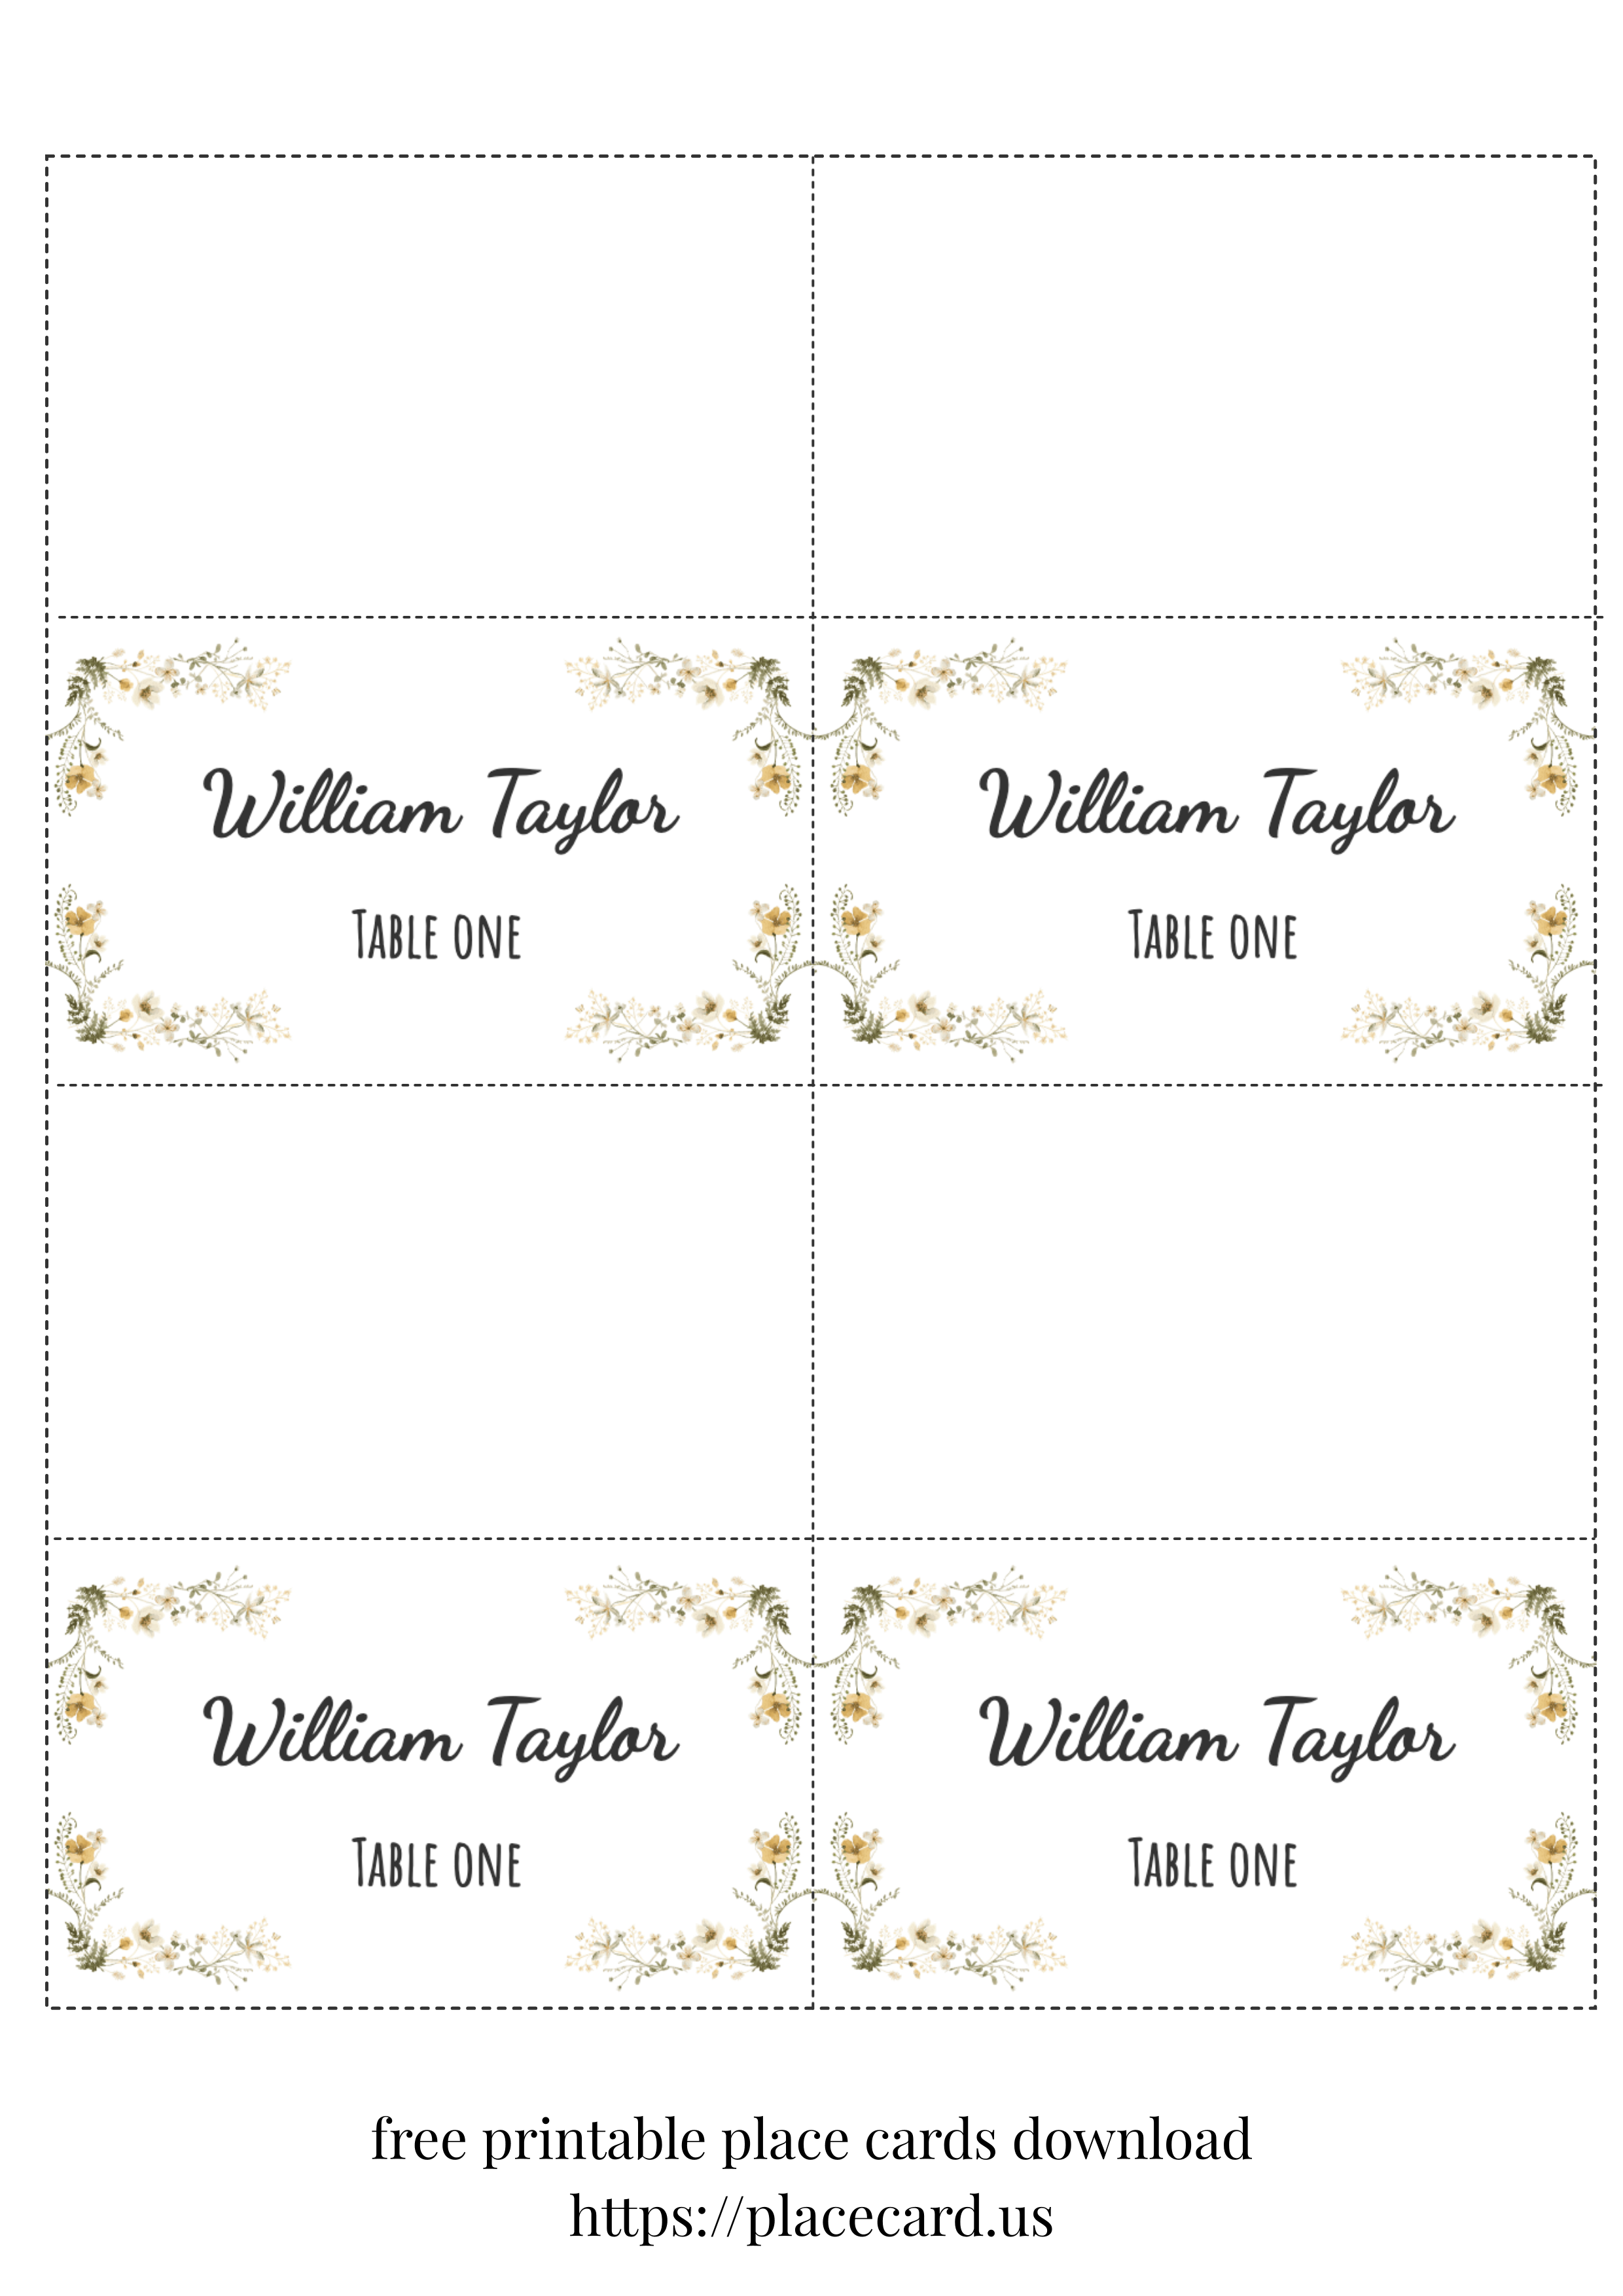 William Taylor William Taylor
Table one Table one
William Taylor William Taylor
Table one Table one
free printable place cards download
https://placecard.us